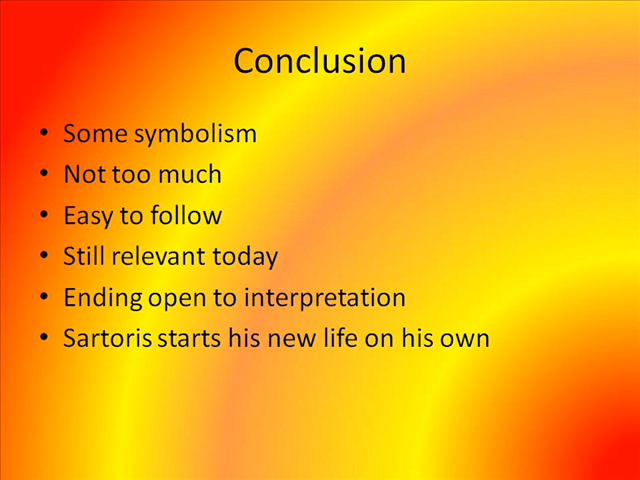 Conclusion
• Some symbolism
• Not too much
• Easy to follow
• Still relevant today
• Ending open to interpretation
• Sartoris starts his new life on his own